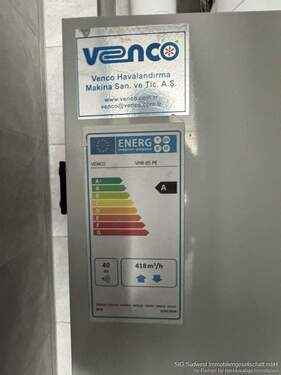 VENCO
Venco Havalandırma
Makina San. ve Tic. A.Ş.
www.venco.com.tr
venco@venco.com.tr
ENERG
VENCO VHR 05 PE
A+
A
B
C
D
E
F
G
A
40
dB
418 m³/h
SIG Südwest Immobiliengesellschaft mbH
Ihr Partner für hochkarätige Immobilien